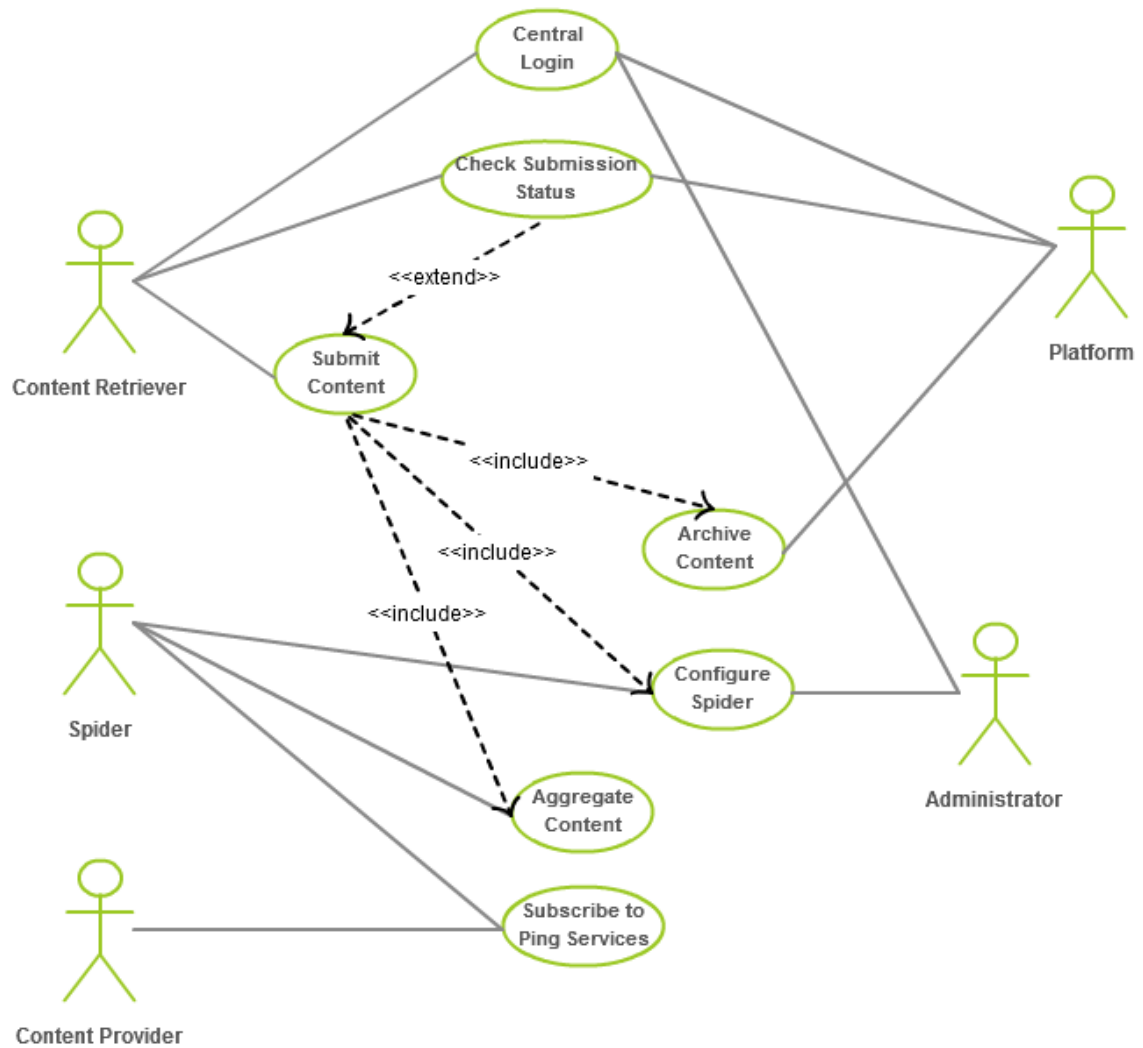 Central
Login
Check Submission
Status
<<extend>>
Content Retriever
Submit
Content
Platform
<<include>>
Archive
Content
<<include>>
<<include>>
Spider
Configure
Spider
Administrator
Aggregate
Content
Subscribe to
Ping Services
Content Provider